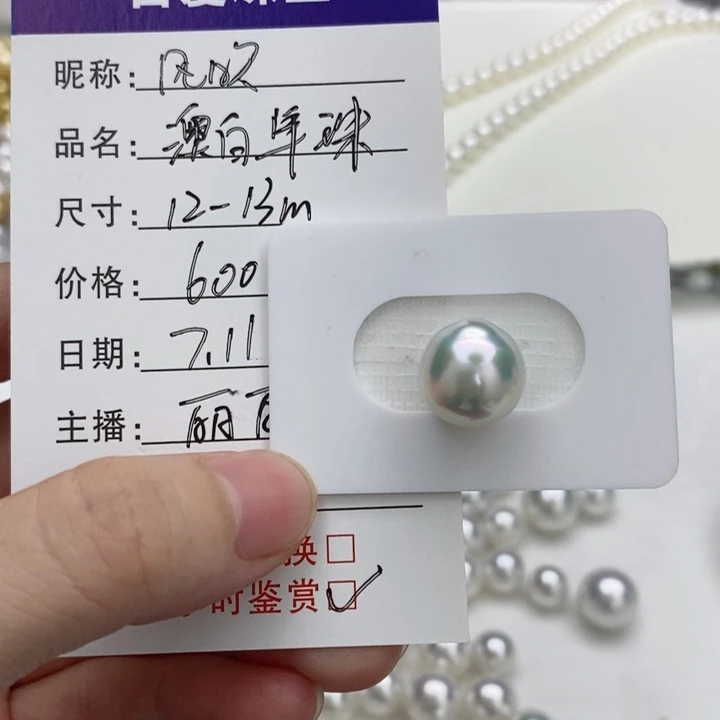 昵称:
品名: 澳白单珠
尺寸: 12-13m
价格: 600
日期: 7.11
主播: 丽
换□
时鉴赏☑